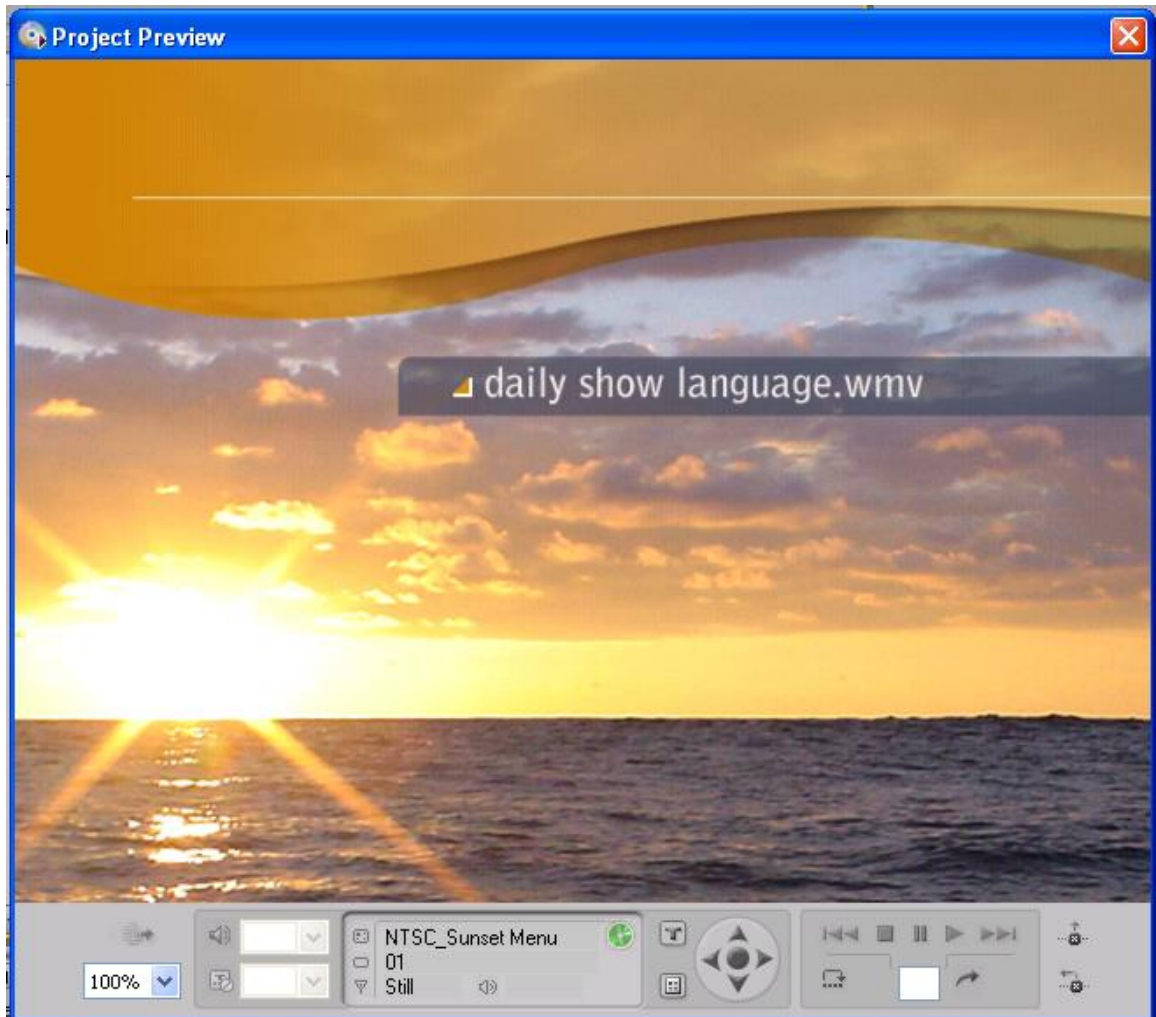 Project Preview
daily show language.wmv
NTSC_Sunset Menu
01
100%
Still